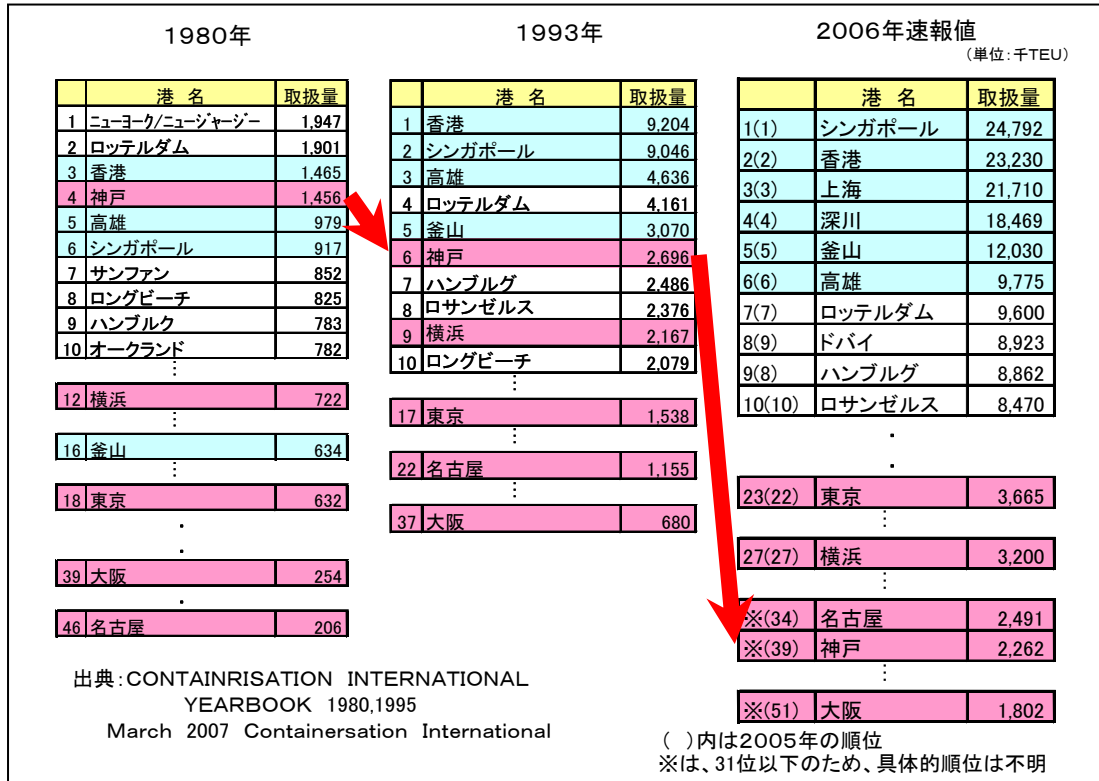 1980年
港 名 取扱量
1 ニューヨーク/ニュージャージー 1,947
2 ロッテルダム 1,901
3 香港 1,465
4 神戸 1,456
5 高雄 979
6 シンガポール 917
7 サンファン 852
8 ロングビーチ 825
9 ハンブルク 783
10 オークランド 782
⋮
12 横浜 722
⋮
16 釜山 634
⋮
18 東京 632
・
・
39 大阪 254
・
46 名古屋 206
1993年
港 名 取扱量
1 香港 9,204
2 シンガポール 9,046
3 高雄 4,636
4 ロッテルダム 4,161
5 釜山 3,070
6 神戸 2,696
7 ハンブルグ 2,486
8 ロサンゼルス 2,376
9 横浜 2,167
10 ロングビーチ 2,079
⋮
17 東京 1,538
⋮
22 名古屋 1,155
⋮
37 大阪 680
2006年速報値
(単位:千TEU)
港 名 取扱量
1(1) シンガポール 24,792
2(2) 香港 23,230
3(3) 上海 21,710
4(4) 深川 18,469
5(5) 釜山 12,030
6(6) 高雄 9,775
7(7) ロッテルダム 9,600
8(9) ドバイ 8,923
9(8) ハンブルグ 8,862
10(10) ロサンゼルス 8,470
・
・
23(22) 東京 3,665
⋮
27(27) 横浜 3,200
⋮
※(34) 名古屋 2,491
※(39) 神戸 2,262
⋮
※(51) 大阪 1,802
出典:CONTAINRISATION INTERNATIONAL
YEARBOOK 1980,1995
March 2007 Containersation International
( )内は2005年の順位
※は、31位以下のため、具体的順位は不明